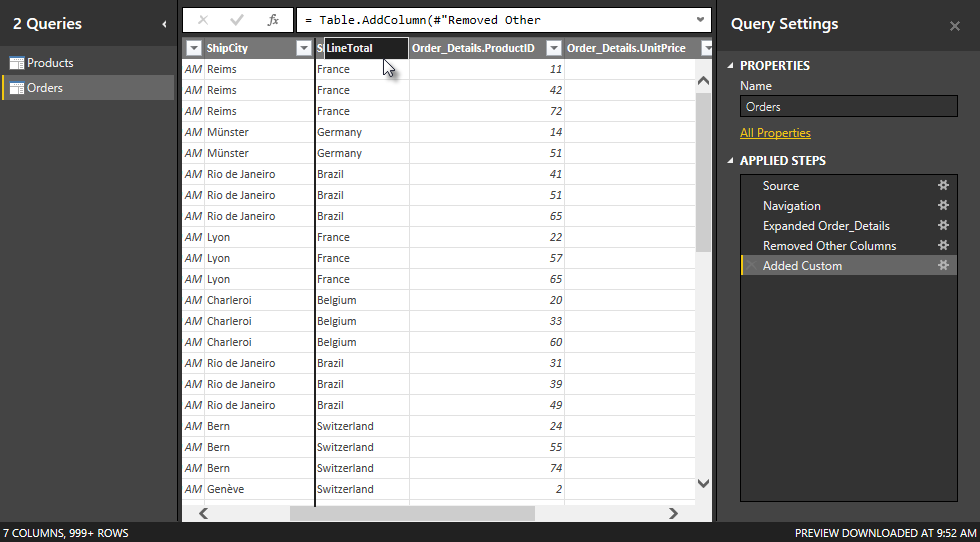 2 Queries
Products
Orders
= Table.AddColumn(#"Removed Other
ShipCity LineTotal Order_Details.ProductID Order_Details.UnitPrice
AM Reims France 11
AM Reims France 42
AM Reims France 72
AM Münster Germany 14
AM Münster Germany 51
AM Rio de Janeiro Brazil 41
AM Rio de Janeiro Brazil 51
AM Rio de Janeiro Brazil 65
AM Lyon France 22
AM Lyon France 57
AM Lyon France 65
AM Charleroi Belgium 20
AM Charleroi Belgium 33
AM Charleroi Belgium 60
AM Rio de Janeiro Brazil 31
AM Rio de Janeiro Brazil 39
AM Rio de Janeiro Brazil 49
AM Bern Switzerland 24
AM Bern Switzerland 55
AM Bern Switzerland 74
AM Genève Switzerland 2
Query Settings
PROPERTIES
Name
Orders
All Properties
APPLIED STEPS
Source
Navigation
Expanded Order_Details
Removed Other Columns
Added Custom
7 COLUMNS, 999+ ROWS
PREVIEW DOWNLOADED AT 9:52 AM